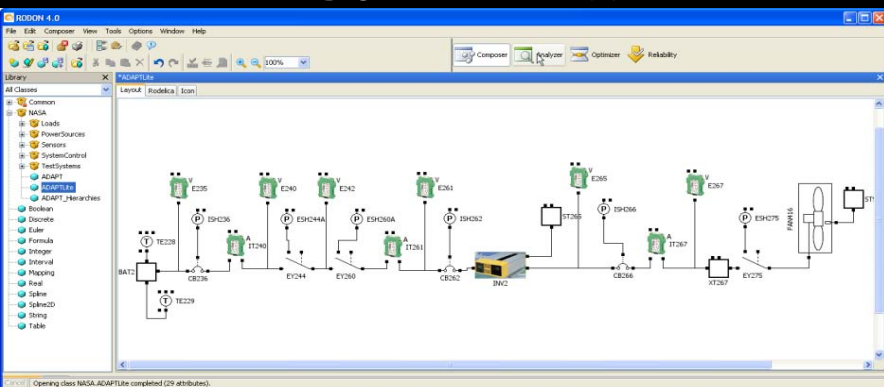 RODON 4.0
File Edit Composer View Tools Options Window Help
100%
Composer Analyzer Optimizer Reliability
Library
*ADAPTLite
All Classes
Layout Rodelica Icon
Common
NASA
Loads
PowerSources
Sensors
SystemControl
TestSystems
ADAPT
ADAPTLite
ADAPT_Hierarchies
Boolean
Discrete
Euler
Formula
Integer
Interval
Mapping
Real
Spline
Spline2D
String
Table
V E235
V E240
V E242
V E261
V E265
V E267
P ISH236
P ESH244A
P ESH260A
P ISH262
ST265
P ISH266
P ESH275
FAN416
T TE228
A IT240
A IT261
A IT267
BAT2
CB236
EY244
EY260
CB262
INV2
CB266
XT267
EY275
T TE229
Cancel Opening class NASA.ADAPTLite completed (29 attributes).